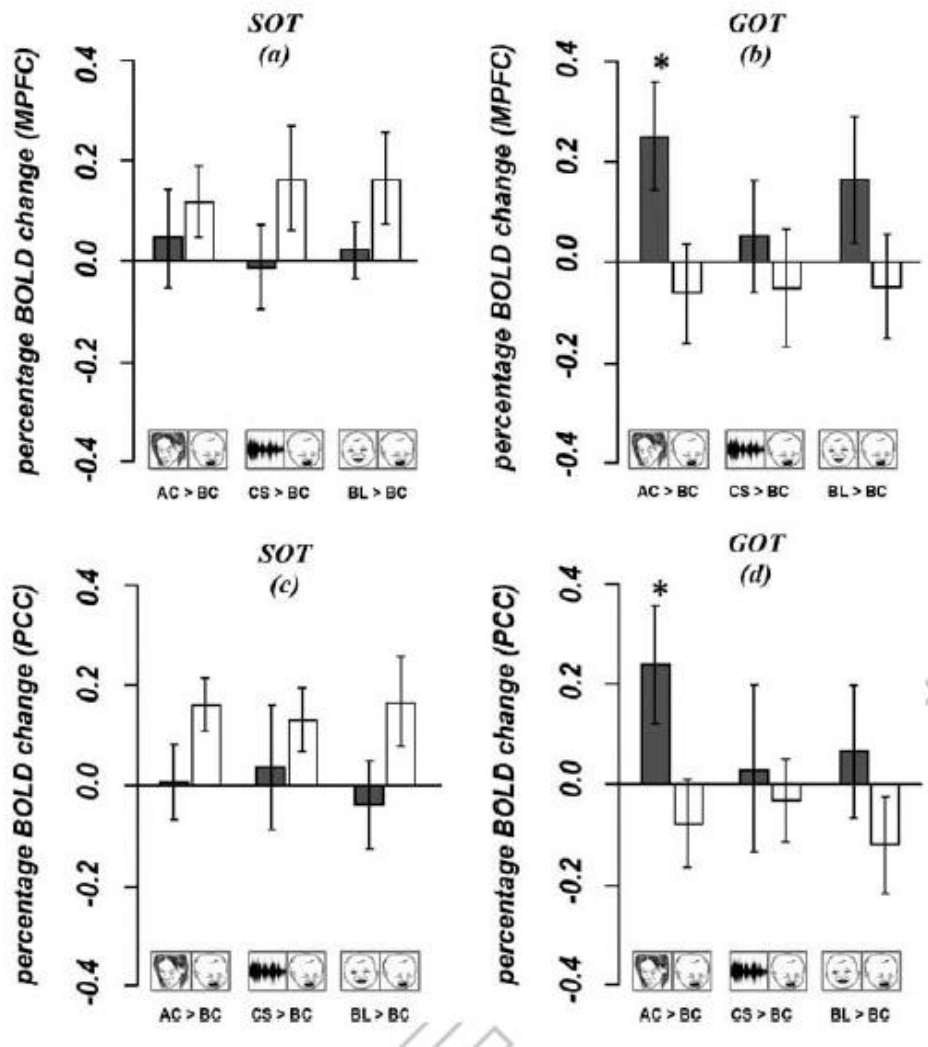 SOT
(a)
percentage BOLD change (MPFC)
0.4
0.2
0.0
-0.2
-0.4
AC > BC
CS > BC
BL > BC
GOT
(b)
percentage BOLD change (MPFC)
0.4
0.2
0.0
-0.2
-0.4
*
AC > BC
CS > BC
BL > BC
SOT
(c)
percentage BOLD change (PCC)
0.4
0.2
0.0
-0.2
-0.4
AC > BC
CS > BC
BL > BC
GOT
(d)
percentage BOLD change (PCC)
0.4
0.2
0.0
-0.2
-0.4
*
AC > BC
CS > BC
BL > BC